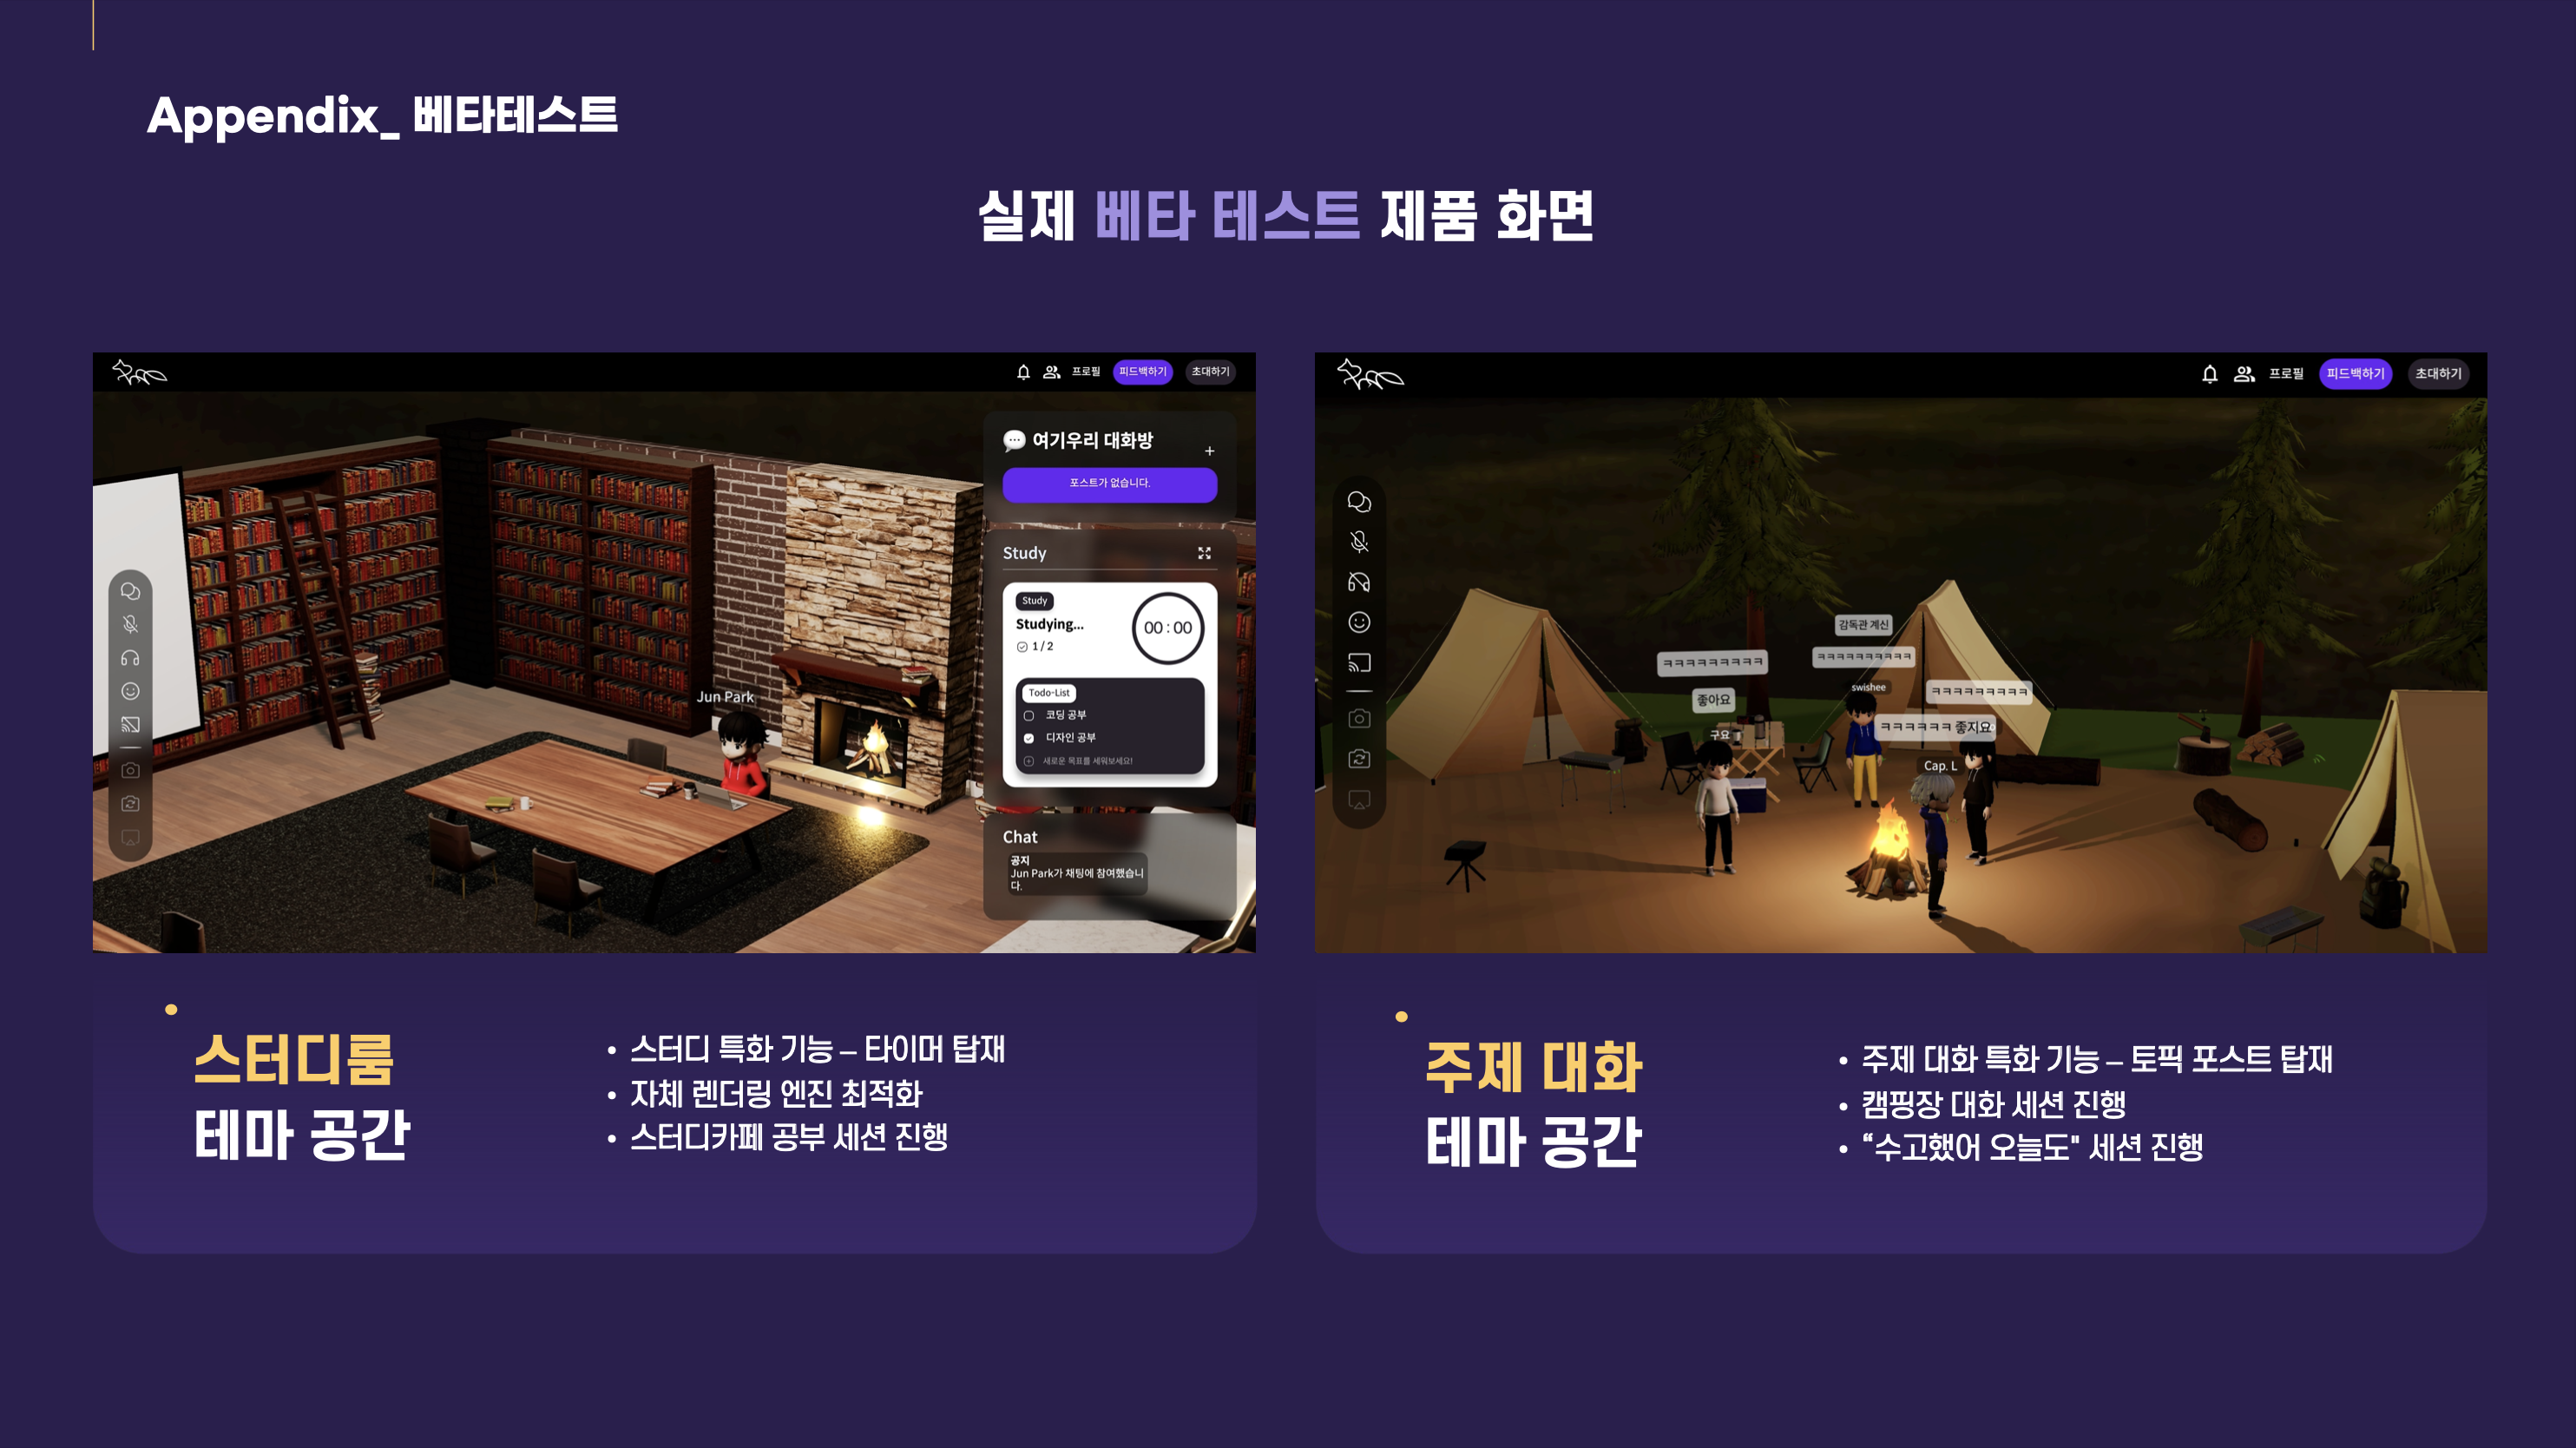 Appendix_ 베타테스트
실제 베타 테스트 제품 화면
프로필 피드백하기 초대하기
여기우리 대화방
+
포스트가 없습니다.
Study
Study
Studying...
1 / 2
00 : 00
Todo-List
코딩 공부
디자인 공부
새로운 목표를 세워보세요!
Jun Park
Chat
공지
Jun Park가 채팅에 참여했습니
다.
프로필 피드백하기 초대하기
감독관 계신
ㅋㅋㅋㅋㅋㅋㅋㅋㅋ
ㅋㅋㅋㅋㅋㅋㅋㅋㅋㅋ
swishee
ㅋㅋㅋㅋㅋㅋㅋㅋㅋ
좋아요
ㅋㅋㅋㅋㅋㅋ 좋지요
구요
Cap. L
스터디룸
테마 공간
• 스터디 특화 기능 – 타이머 탑재
• 자체 렌더링 엔진 최적화
• 스터디카페 공부 세션 진행
주제 대화
테마 공간
• 주제 대화 특화 기능 – 토픽 포스트 탑재
• 캠핑장 대화 세션 진행
• “수고했어 오늘도" 세션 진행